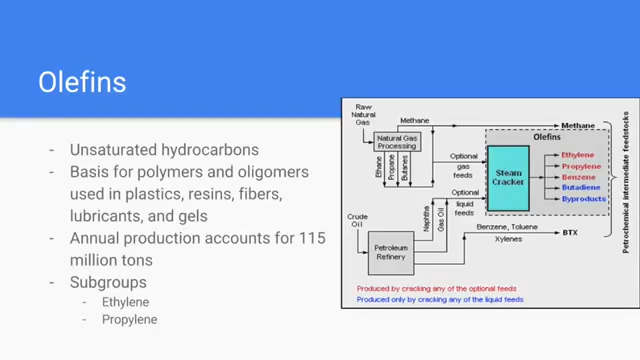 Olefins
- Unsaturated hydrocarbons
- Basis for polymers and oligomers
used in plastics, resins, fibers,
lubricants, and gels
- Annual production accounts for 115
million tons
- Subgroups
- Ethylene
- Propylene
Raw
Natural
Gas
Methane
Natural Gas
Processing
Ethane
Propane
Butanes
Optional
gas
feeds
Optional
liquid
feeds
Crude
Oil
Naphtha
Gas Oil
Petroleum
Refinery
Benzene, Toluene
Xylenes
Methane
Olefins
Steam
Cracker
Ethylene
Propylene
Benzene
Butadiene
Byproducts
BTX
Petrochemical intermediate feedstocks
Produced by cracking any of the optional feeds
Produced only by cracking any of the liquid feeds